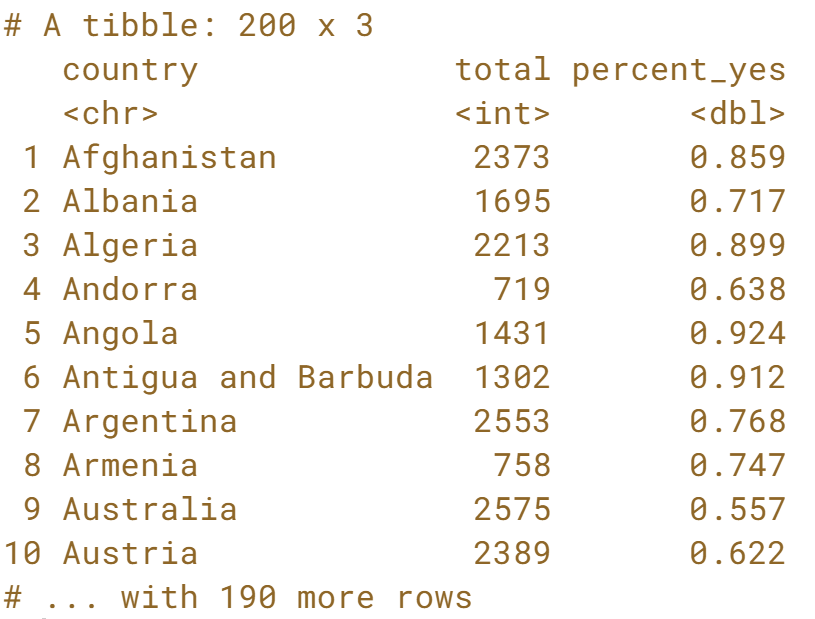 # A tibble: 200 x 3
   country             total percent_yes
   <chr>               <int>       <dbl>
 1 Afghanistan          2373       0.859
 2 Albania              1695       0.717
 3 Algeria              2213       0.899
 4 Andorra               719       0.638
 5 Angola               1431       0.924
 6 Antigua and Barbuda  1302       0.912
 7 Argentina            2553       0.768
 8 Armenia               758       0.747
 9 Australia            2575       0.557
10 Austria              2389       0.622
# ... with 190 more rows